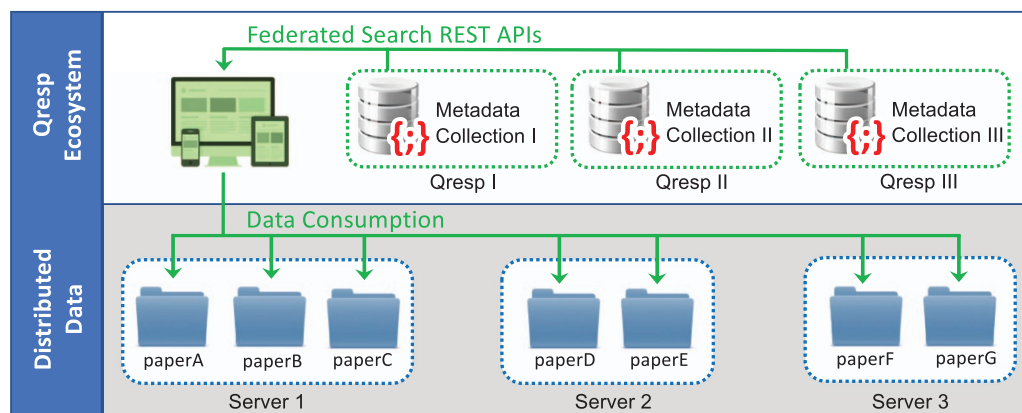 Qresp
Ecosystem
Federated Search REST APIs
Metadata
Collection I
Qresp I
Metadata
Collection II
Qresp II
Metadata
Collection III
Qresp III
Distributed
Data
Data Consumption
paperA
paperB
paperC
Server 1
paperD
paperE
Server 2
paperF
paperG
Server 3